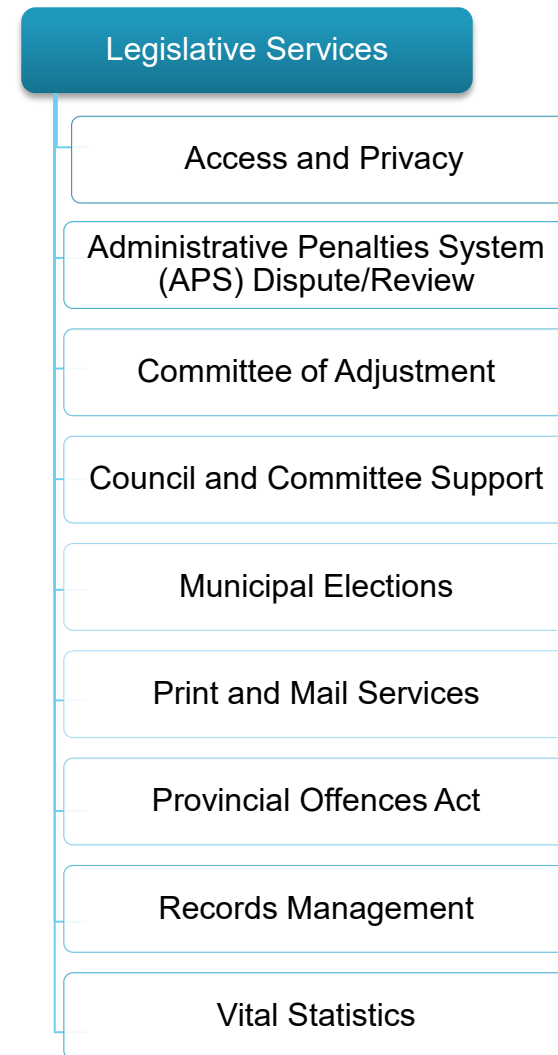 Legislative Services
Access and Privacy
Administrative Penalties System
(APS) Dispute/Review
Committee of Adjustment
Council and Committee Support
Municipal Elections
Print and Mail Services
Provincial Offences Act
Records Management
Vital Statistics